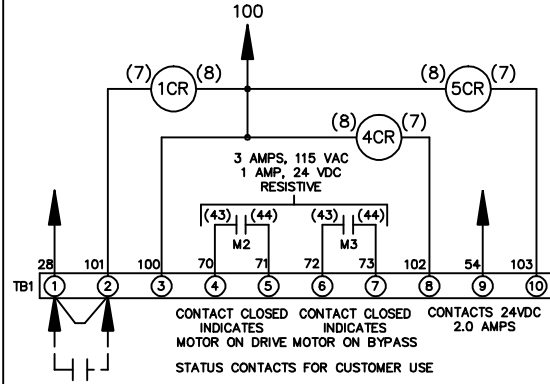 100
(7) 1CR (8)
(8) 5CR (7)
(8) 4CR (7)
3 AMPS, 115 VAC
1 AMP, 24 VDC
RESISTIVE
(43) (44) (43) (44)
M2 M3
28 101 100 70 71 72 73 102 54 103
TB1 1 2 3 4 5 6 7 8 9 10
CONTACT CLOSED CONTACT CLOSED CONTACTS 24VDC
INDICATES INDICATES 2.0 AMPS
MOTOR ON DRIVE MOTOR ON BYPASS
STATUS CONTACTS FOR CUSTOMER USE